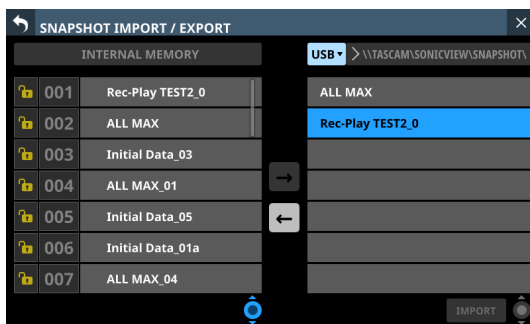 SNAPSHOT IMPORT / EXPORT
INTERNAL MEMORY
USB
\\TASCAM\SONICVIEW\SNAPSHOT\
001 Rec-Play TEST2_0
002 ALL MAX
003 Initial Data_03
004 ALL MAX_01
005 Initial Data_05
006 Initial Data_01a
007 ALL MAX_04
ALL MAX
Rec-Play TEST2_0
IMPORT